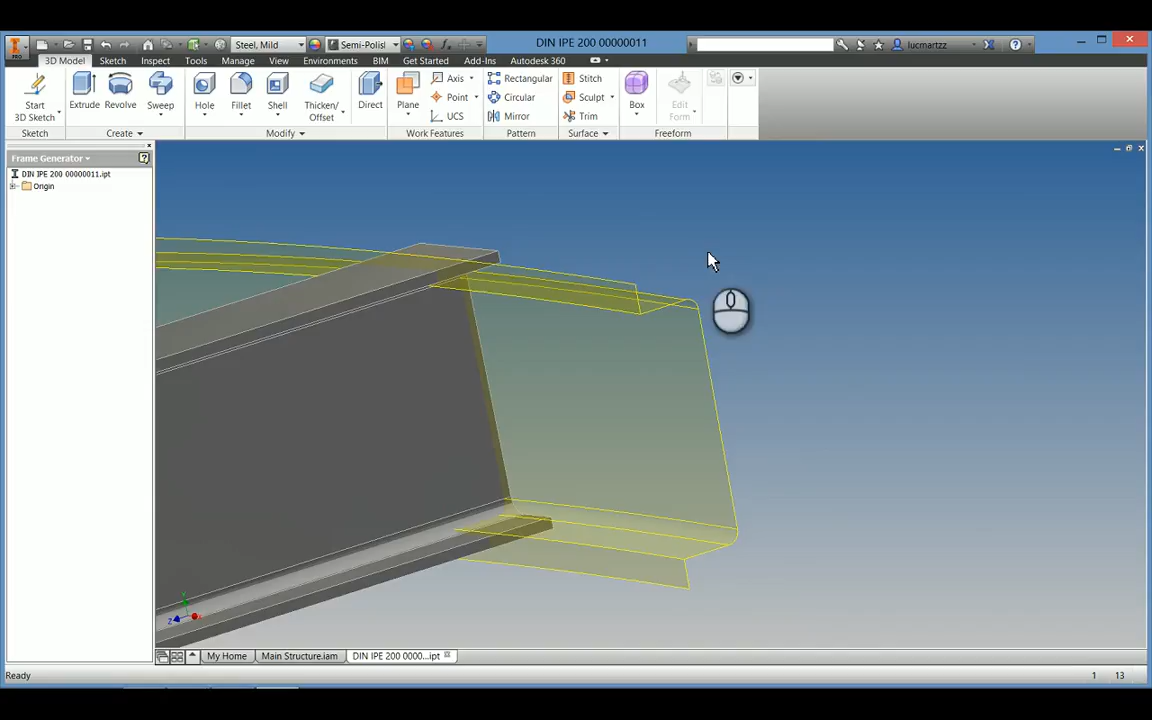 PRO Steel, Mild Semi-Polisl fx DIN IPE 200 00000011 lucmartzz
3D Model Sketch Inspect Tools Manage View Environments BIM Get Started Add-Ins Autodesk 360
Start
3D Sketch
Extrude Revolve Sweep
Hole Fillet Shell Thicken/
Offset
Direct
Plane
Axis
Point
UCS
Rectangular
Circular
Mirror
Stitch
Sculpt
Trim
Box
Edit
Form
Sketch Create Modify Work Features Pattern Surface Freeform
Frame Generator
DIN IPE 200 00000011.ipt
Origin
Y
Z
My Home Main Structure.iam DIN IPE 200 0000...ipt
Ready 1 13